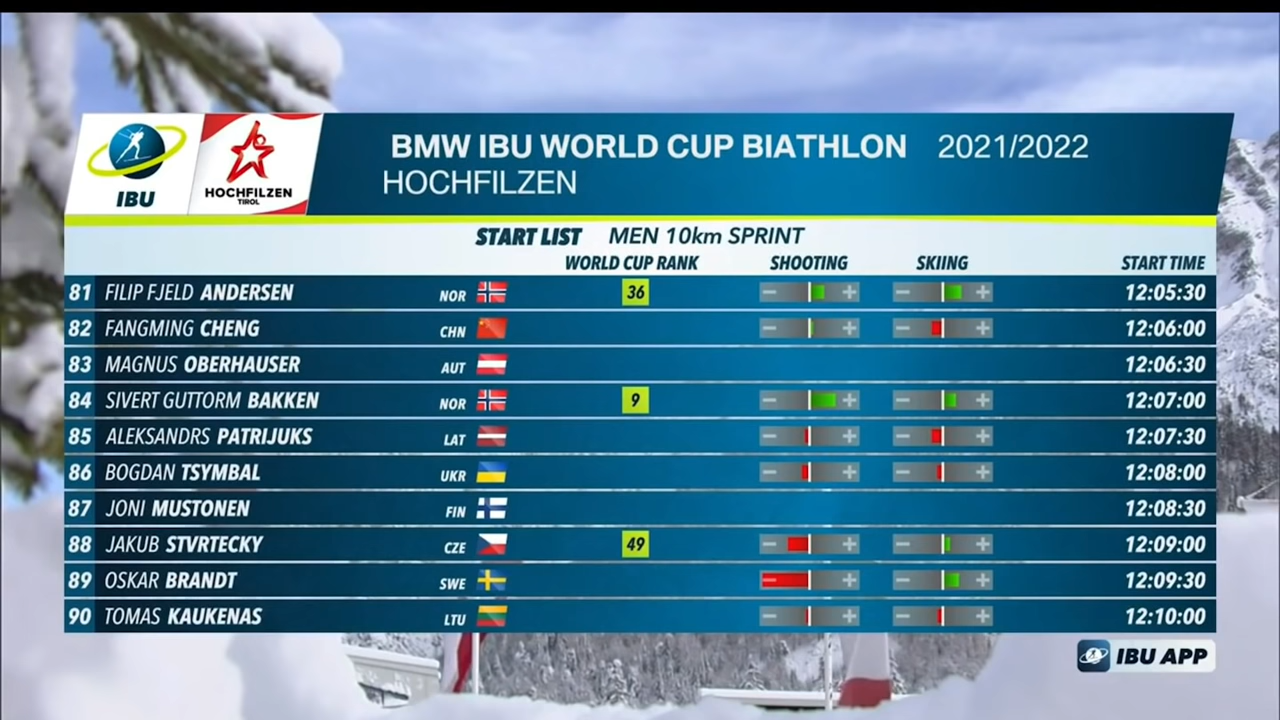 BMW IBU WORLD CUP BIATHLON 2021/2022
HOCHFILZEN
IBU
HOCHFILZEN
TIROL
START LIST MEN 10km SPRINT
WORLD CUP RANK SHOOTING SKIING START TIME
81 FILIP FJELD ANDERSEN NOR 36 12:05:30
82 FANGMING CHENG CHN 12:06:00
83 MAGNUS OBERHAUSER AUT 12:06:30
84 SIVERT GUTTORM BAKKEN NOR 9 12:07:00
85 ALEKSANDRS PATRIJUKS LAT 12:07:30
86 BOGDAN TSYMBAL UKR 12:08:00
87 JONI MUSTONEN FIN 12:08:30
88 JAKUB STVRTECKY CZE 49 12:09:00
89 OSKAR BRANDT SWE 12:09:30
90 TOMAS KAUKENAS LTU 12:10:00
IBU APP